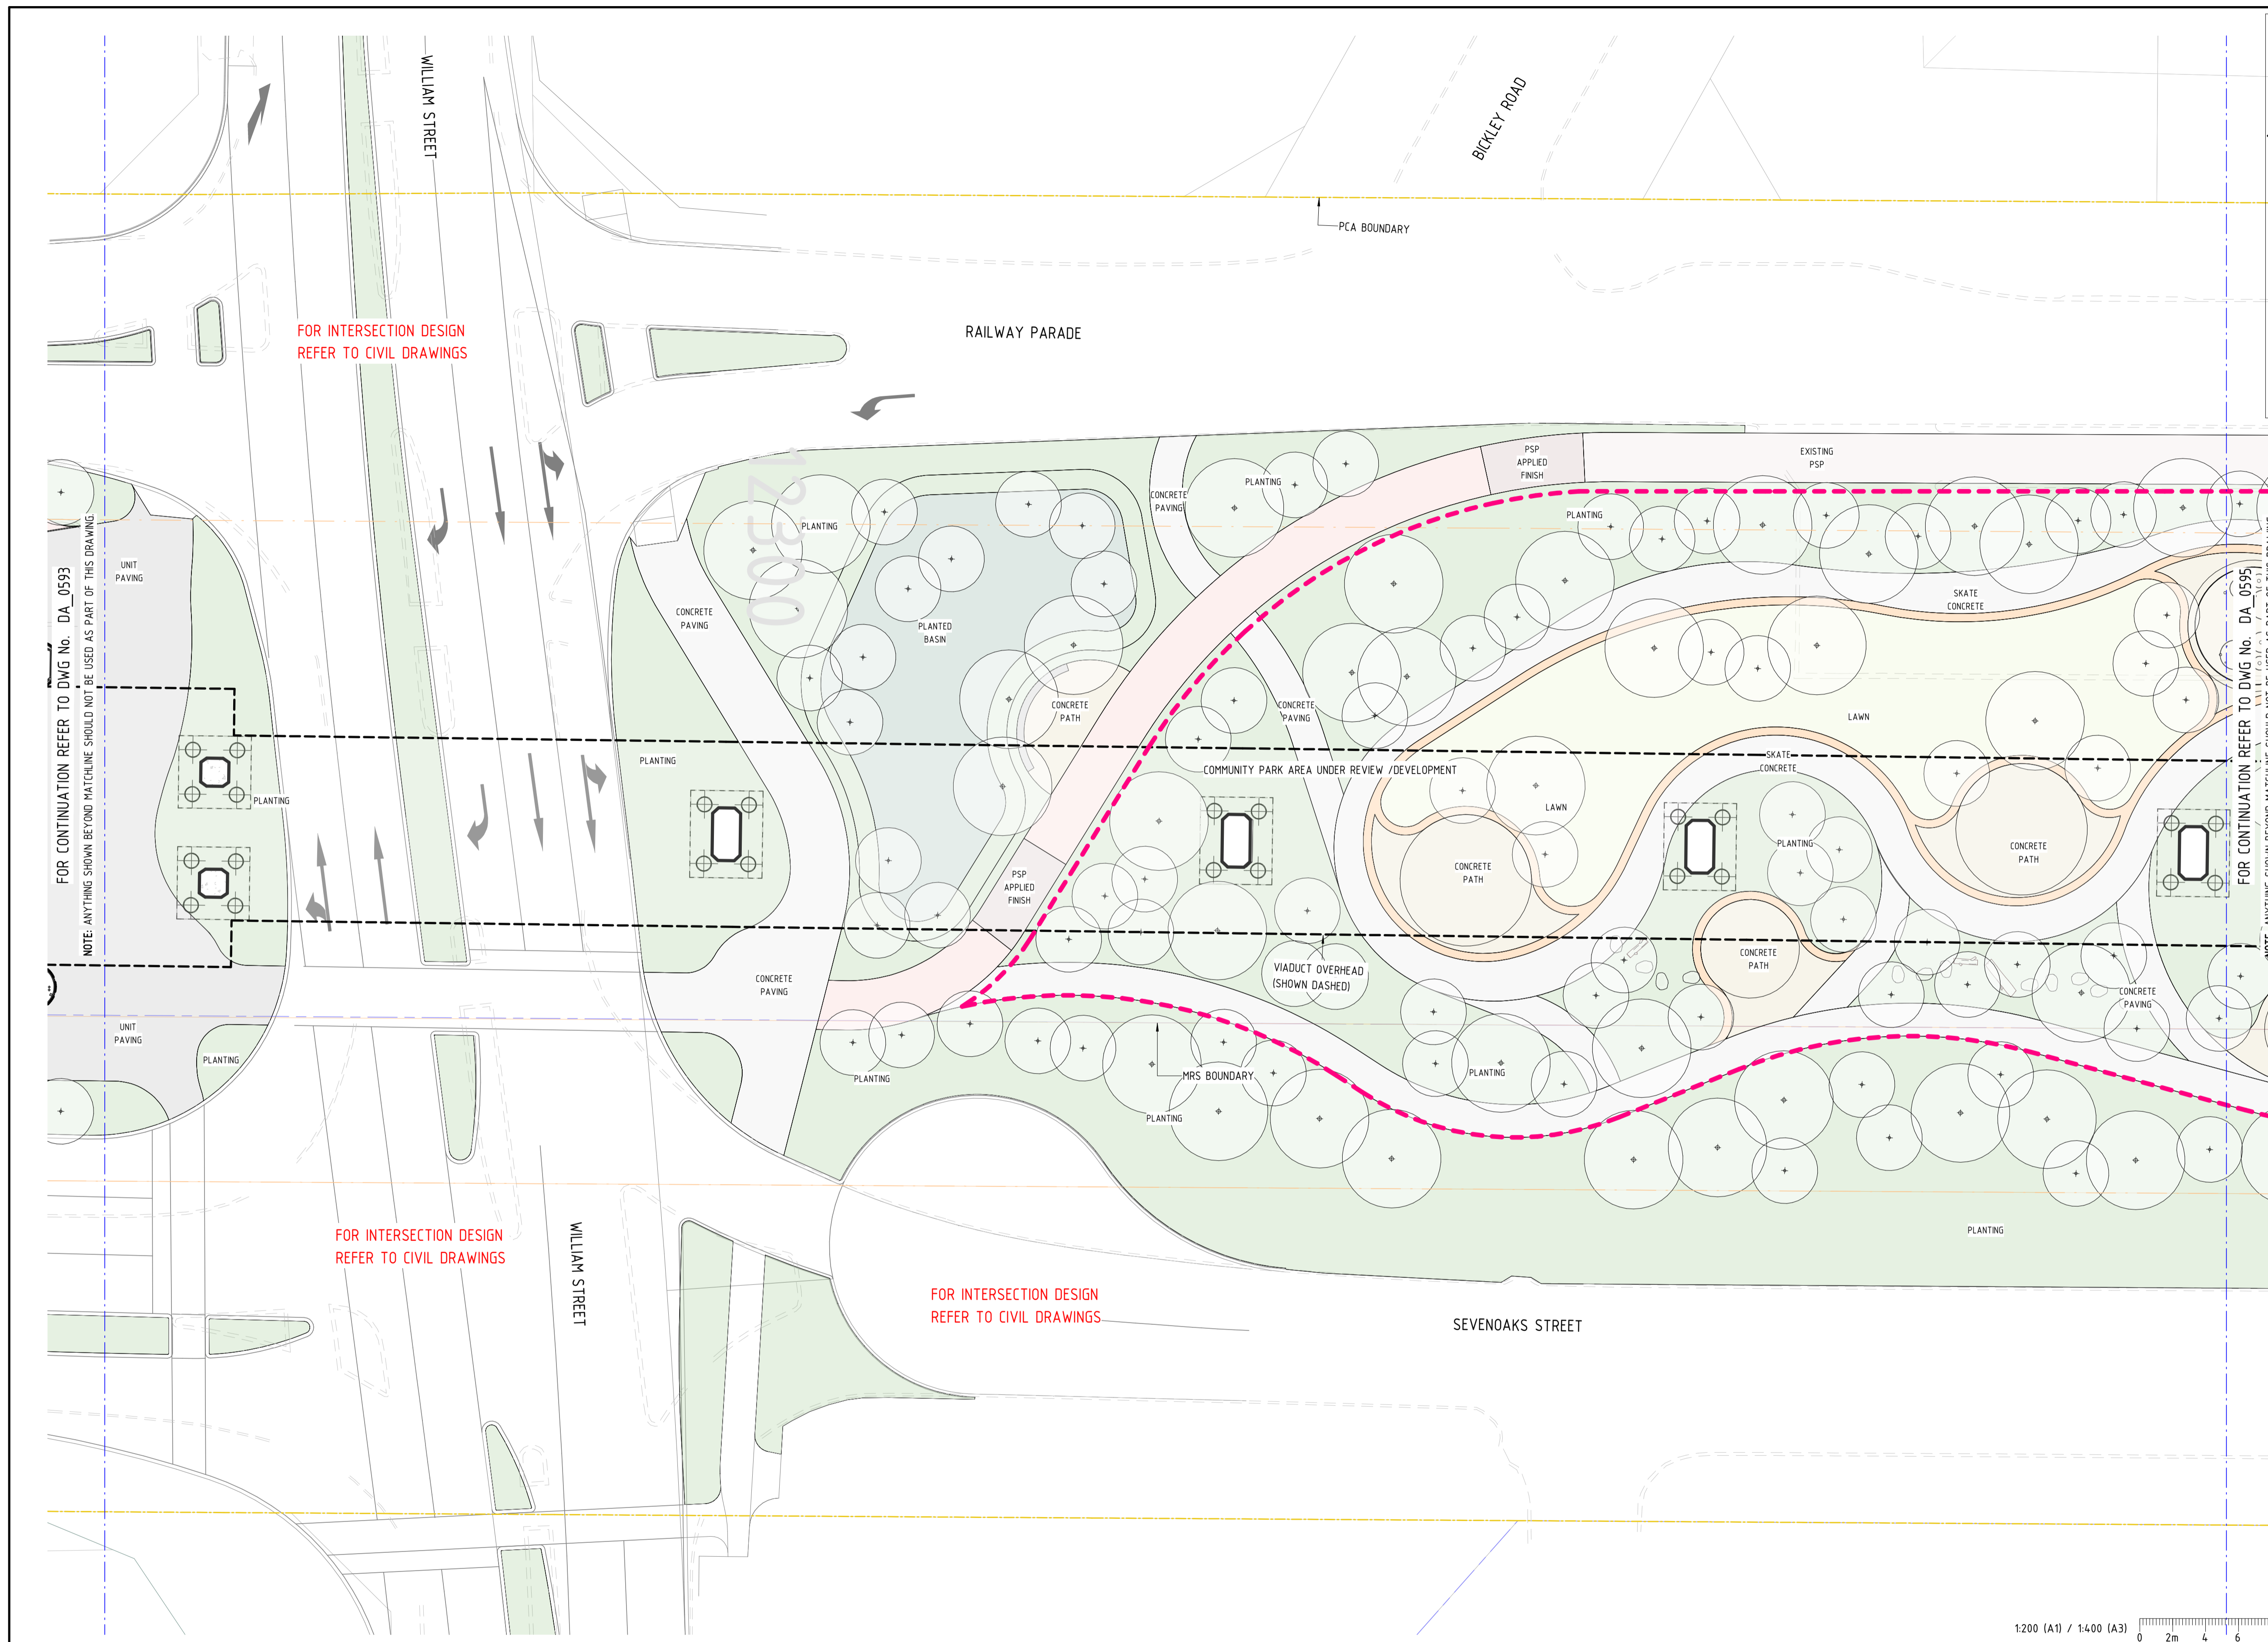 WILLIAM STREET
BICKLEY ROAD
PCA BOUNDARY
FOR INTERSECTION DESIGN
REFER TO CIVIL DRAWINGS
RAILWAY PARADE
12300
FOR CONTINUATION REFER TO DWG No. DA_0593
NOTE: ANYTHING SHOWN BEYOND MATCHLINE SHOULD NOT BE USED AS PART OF THIS DRAWING.
UNIT
PAVING
PLANTING
CONCRETE
PAVING
PLANTING
PSP
APPLIED
FINISH
EXISTING
PSP
PLANTING
PLANTING
SKATE
CONCRETE
CONCRETE
PAVING
PLANTED
BASIN
CONCRETE
PATH
CONCRETE
PAVING
LAWN
PLANTING
SKATE
CONCRETE
COMMUNITY PARK AREA UNDER REVIEW /DEVELOPMENT
PLANTING
LAWN
PLANTING
CONCRETE
PATH
CONCRETE
PATH
PSP
APPLIED
FINISH
CONCRETE
PATH
VIADUCT OVERHEAD
(SHOWN DASHED)
CONCRETE
PAVING
CONCRETE
PAVING
UNIT
PAVING
PLANTING
PLANTING
MRS BOUNDARY
PLANTING
PLANTING
PLANTING
FOR CONTINUATION REFER TO DWG No. DA_0595
FOR INTERSECTION DESIGN
REFER TO CIVIL DRAWINGS
WILLIAM STREET
FOR INTERSECTION DESIGN
REFER TO CIVIL DRAWINGS
SEVENOAKS STREET
1:200 (A1) / 1:400 (A3)
0 2m 4 6